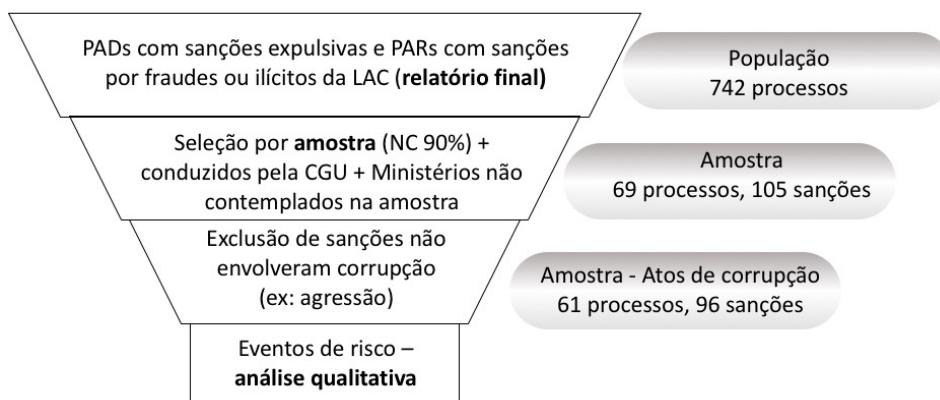 PADs com sanções expulsivas e PARs com sanções
por fraudes ou ilícitos da LAC (relatório final)
População
742 processos
Seleção por amostra (NC 90%) +
conduzidos pela CGU + Ministérios não
contemplados na amostra
Amostra
69 processos, 105 sanções
Exclusão de sanções não
envolveram corrupção
(ex: agressão)
Amostra - Atos de corrupção
61 processos, 96 sanções
Eventos de risco –
análise qualitativa